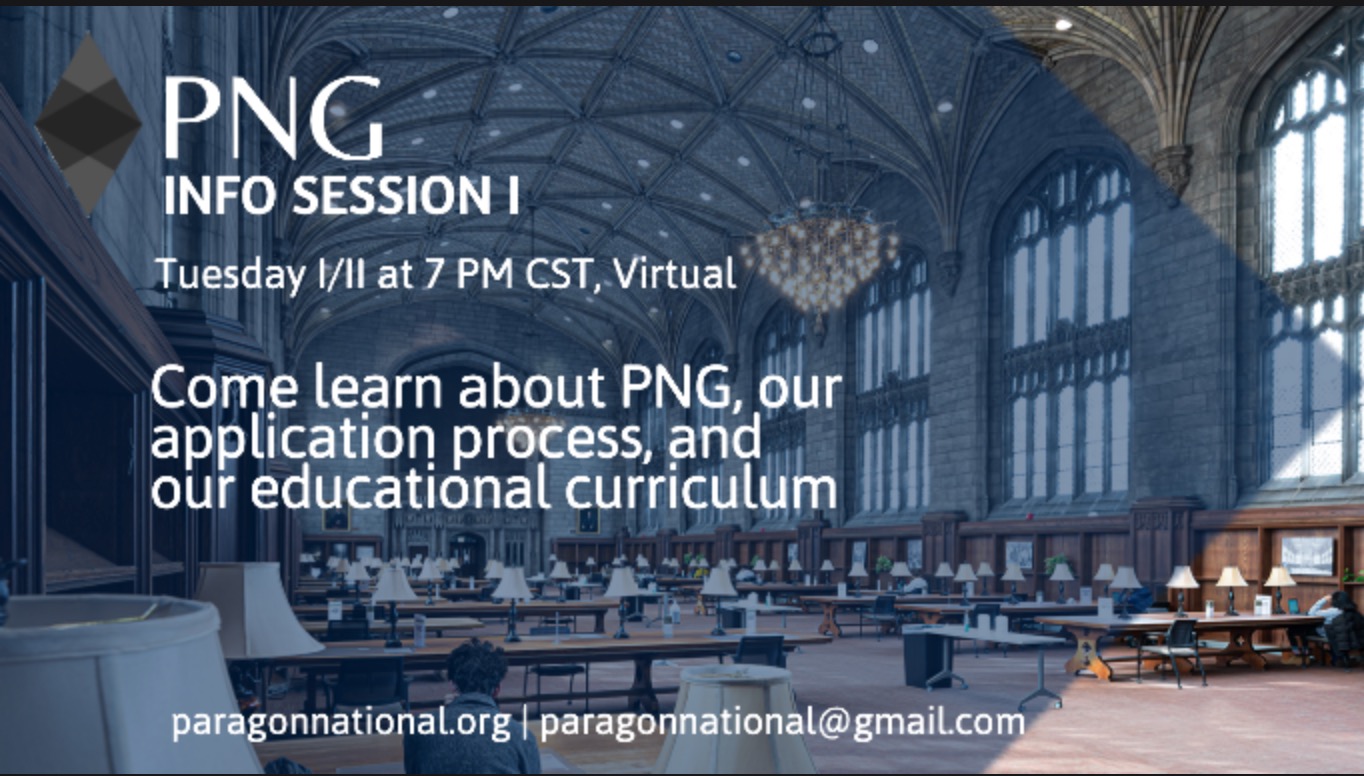 PNG
INFO SESSION I
Tuesday I/II at 7 PM CST, Virtual
Come learn about PNG, our
application process, and
our educational curriculum
paragonnational.org | paragonnational@gmail.com